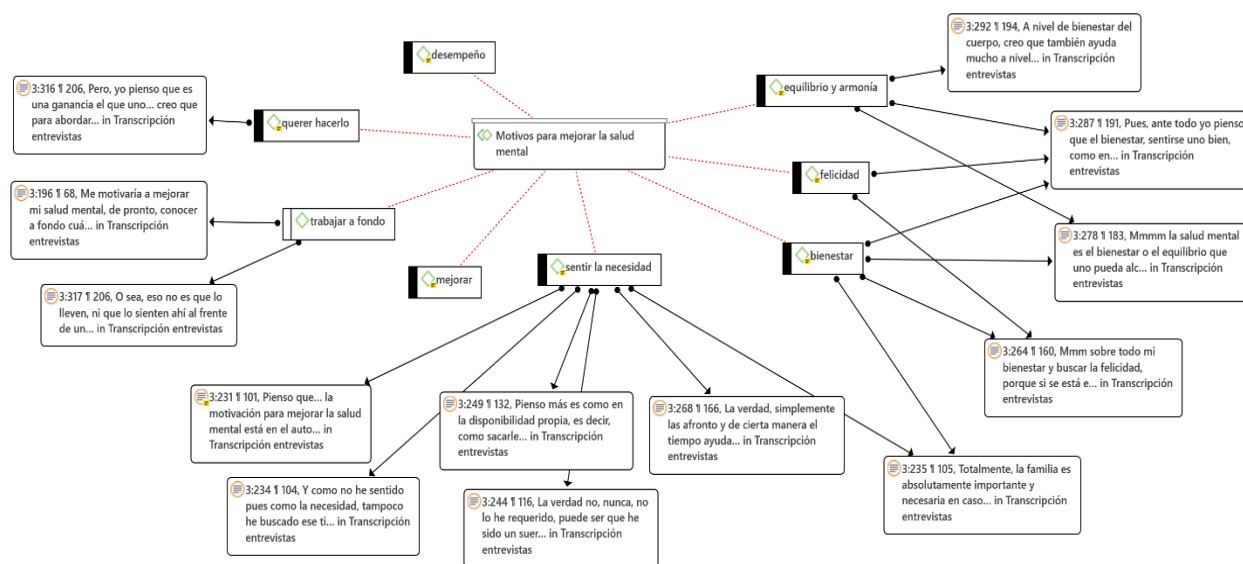 desempeño
3:292 ¶ 194, A nivel de bienestar del
cuerpo, creo que también ayuda
mucho a nivel... in Transcripción
entrevistas
3:316 ¶ 206, Pero, yo pienso que es
una ganancia el que uno... creo que
para abordar... in Transcripción
entrevistas
equilibrio y armonía
querer hacerlo
Motivos para mejorar la salud
mental
3:287 ¶ 191, Pues, ante todo yo pienso
que el bienestar, sentirse uno bien,
como en... in Transcripción
entrevistas
felicidad
3:196 ¶ 68, Me motivaría a mejorar
mi salud mental, de pronto, conocer
a fondo cuá... in Transcripción
entrevistas
trabajar a fondo
3:278 ¶ 183, Mmmm la salud mental
es el bienestar o el equilibrio que
uno pueda alc... in Transcripción
entrevistas
bienestar
sentir la necesidad
mejorar
3:317 ¶ 206, O sea, eso no es que lo
lleven, ni que lo sienten ahí al frente
de un... in Transcripción
entrevistas
3:264 ¶ 160, Mmm sobre todo mi
bienestar y buscar la felicidad,
porque si se está e... in Transcripción
entrevistas
3:231 ¶ 101, Pienso que... la
motivación para mejorar la salud
mental está en el auto...
in Transcripción entrevistas
3:249 ¶ 132, Pienso más es como en
la disponibilidad propia, es decir,
como sacarle... in Transcripción
entrevistas
3:268 ¶ 166, La verdad, simplemente
las afronto y de cierta manera el
tiempo ayuda... in Transcripción
entrevistas
3:235 ¶ 105, Totalmente, la familia es
absolutamente importante y
necesaria en caso... in Transcripción
entrevistas
3:234 ¶ 104, Y como no he sentido
pues como la necesidad, tampoco
he buscado ese ti... in Transcripción
entrevistas
3:244 ¶ 116, La verdad no, nunca, no
lo he requerido, puede ser que he
sido un suer... in Transcripción
entrevistas